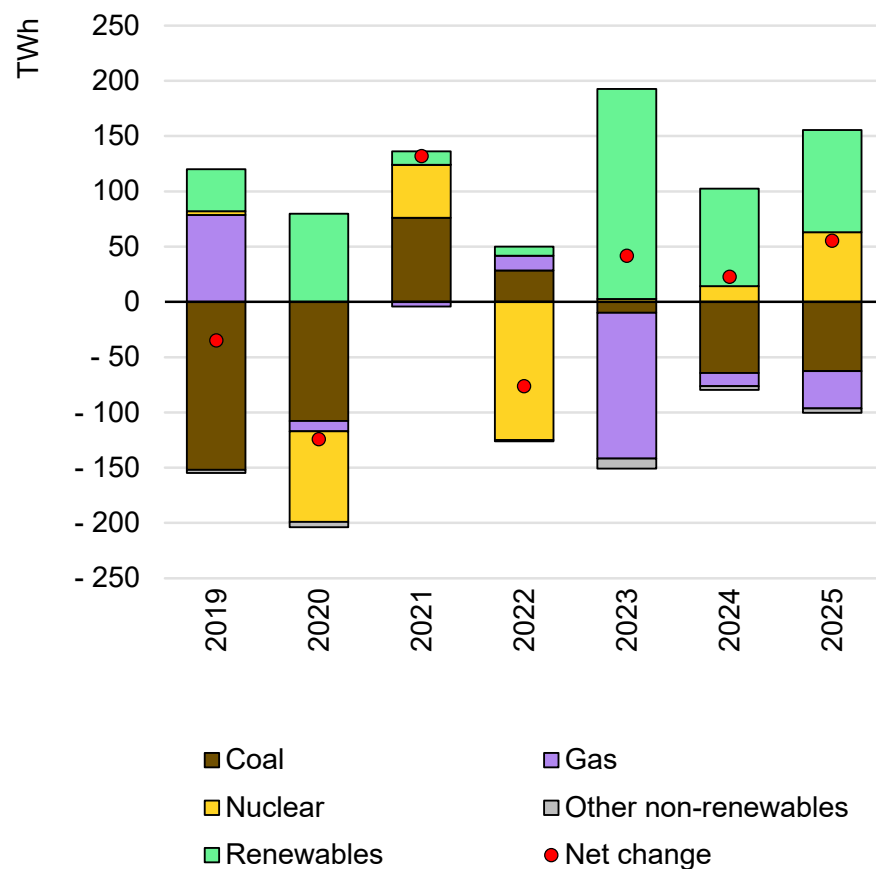 TWh
250
200
150
100
50
0
- 50
- 100
- 150
- 200
- 250
2019
2020
2021
2022
2023
2024
2025
Coal
Gas
Nuclear
Other non-renewables
Renewables
Net change